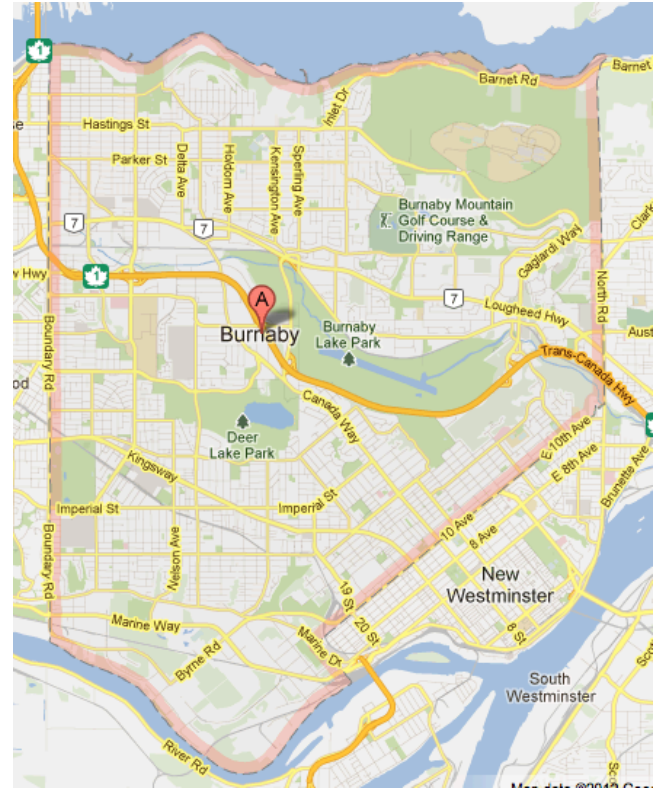 1
Barnet Rd
Barnet
Inlet Dr
Hastings St
Delta Ave
Holdom Ave
Kensington Ave
Sperling Ave
Parker St
Burnaby Mountain
Golf Course &
Driving Range
7
7
Gaglardi Way
Clark
w Hwy
1
7
North Rd
Lougheed Hwy
A
Burnaby
Burnaby
Lake Park
Aust
Boundary Rd
Trans-Canada Hwy
Canada Way
Deer
Lake Park
E 10th Ave
E 8th Ave
Kingsway
Brunette Ave
Imperial St
Imperial St
10 Ave
8 Ave
Boundary Rd
Nelson Ave
New
Westminster
19 St
20 St
8 St
Marine Way
Marine Dr
Byrne Rd
South
Westminster
River Rd